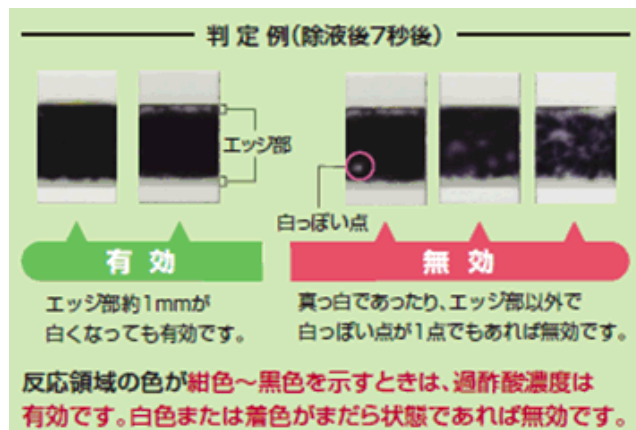 判定例(除液後7秒後)
エッジ部
白っぽい点
有効
無効
エッジ部約1mmが
白くなっても有効です。
真っ白であったり、エッジ部以外で
白っぽい点が1点でもあれば無効です。
反応領域の色が紺色～黒色を示すときは、過酢酸濃度は
有効です。白色または着色がまだら状態であれば無効です。